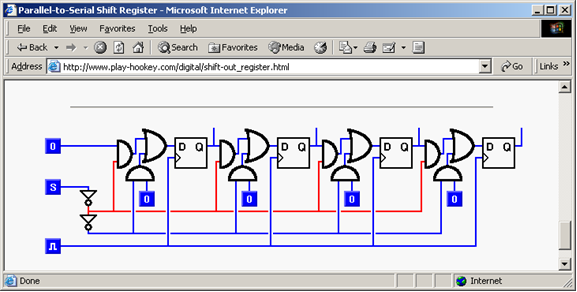 Parallel-to-Serial Shift Register - Microsoft Internet Explorer
File Edit View Favorites Tools Help
Back Search Favorites Media
Address http://www.play-hookey.com/digital/shift-out_register.html Go Links »
0 D Q D Q D Q D Q
S 0 0 0 0
Done Internet